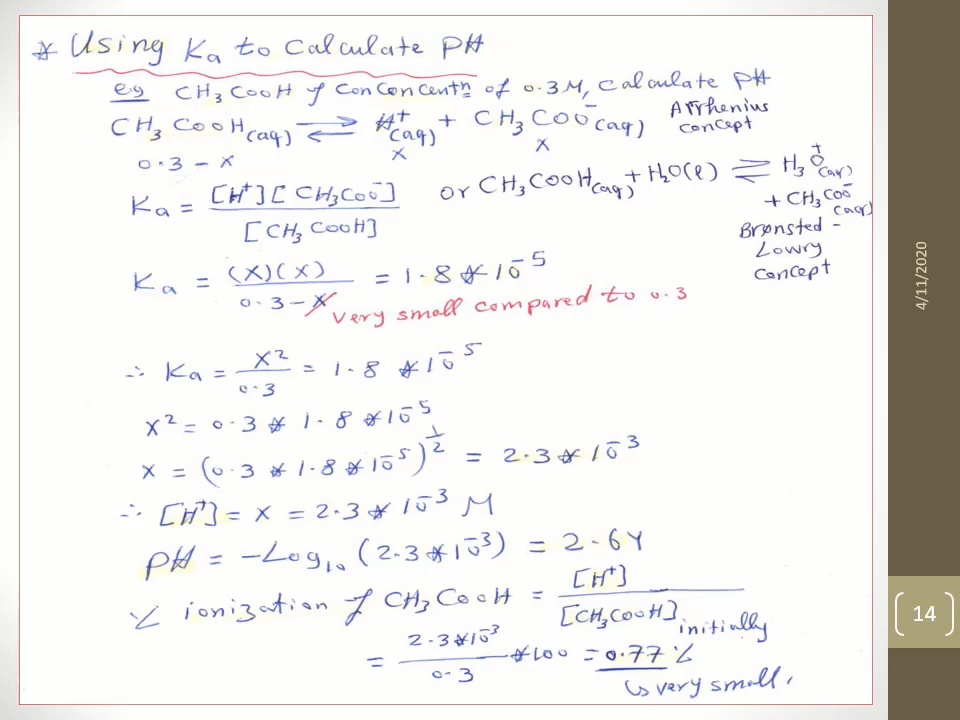 * Using Ka to Calculate PH
eg CH₃COOH of Conconcentn of 0.3M, Calculate PH
CH₃COOH(aq) ⇌ H⁺(aq) + CH₃COO⁻(aq) Arrhenius concept
0.3 - x x x
Ka = [H⁺][CH₃COO⁻] / [CH₃COOH]
or CH₃COOH(aq) + H₂O(l) ⇌ H₃O⁺(aq)
+ CH₃COO⁻(aq)
Brønsted -
Lowry
concept
Ka = (x)(x) / 0.3 - x = 1.8 * 10⁻⁵
very small compared to 0.3
∴ Ka = x² / 0.3 = 1.8 * 10⁻⁵
x² = 0.3 * 1.8 * 10⁻⁵
x = (0.3 * 1.8 * 10⁻⁵)^1/2 = 2.3 * 10⁻³
∴ [H⁺] = x = 2.3 * 10⁻³ M
PH = -Log₁₀ (2.3 * 10⁻³) = 2.64
% ionization of CH₃COOH = [H⁺] / [CH₃COOH] initially
= 2.3 * 10⁻³ / 0.3 * 100 = 0.77 %
↳ very small.
4/11/2020
14